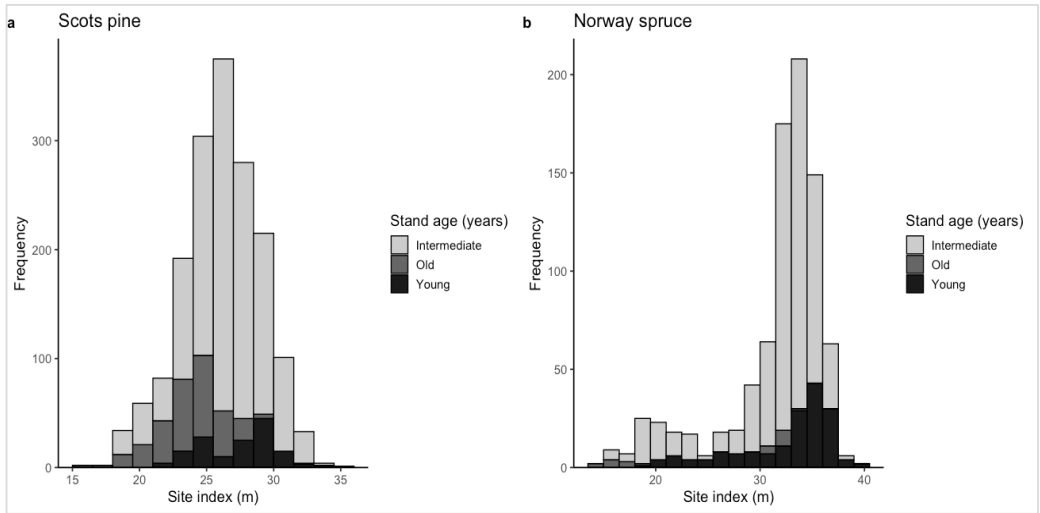 a Scots pine
300
200
100
0
15 20 25 30 35
Frequency
Site index (m)
Stand age (years)
Intermediate
Old
Young
b Norway spruce
200
150
100
50
0
20 30 40
Frequency
Site index (m)
Stand age (years)
Intermediate
Old
Young